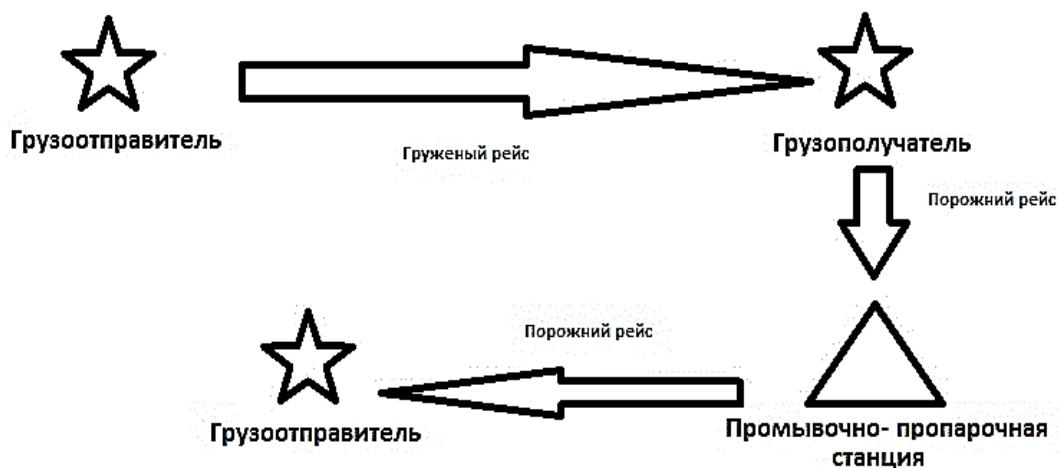 Грузоотправитель
Груженый рейс
Грузополучатель
Порожний рейс
Порожний рейс
Грузоотправитель
Промывочно- пропарочная
станция